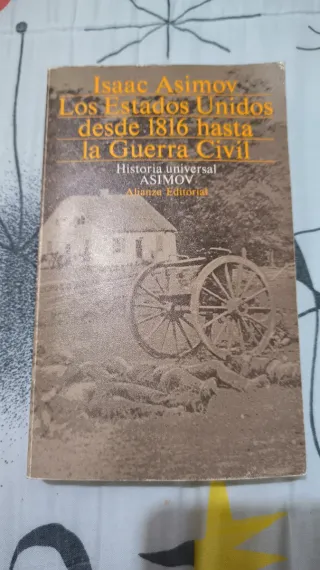 Isaac Asimov
Los Estados Unidos
desde 1816 hasta
la Guerra Civil
Historia universal
ASIMOV
Alianza Editorial